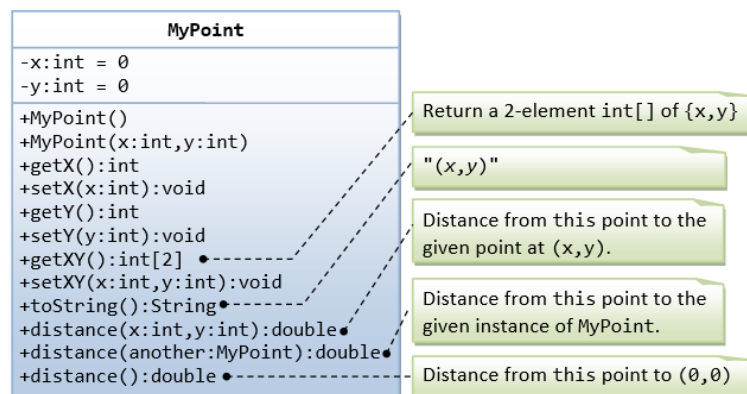 MyPoint
-x:int = 0
-y:int = 0
+MyPoint()
+MyPoint(x:int,y:int)
+getX():int
+setX(x:int):void
+getY():int
+setY(y:int):void
+getXY():int[2]
+setXY(x:int,y:int):void
+toString():String
+distance(x:int,y:int):double
+distance(another:MyPoint):double
+distance():double
Return a 2-element int[] of {x,y}
"(x,y)"
Distance from this point to the
given point at (x,y).
Distance from this point to the
given instance of MyPoint.
Distance from this point to (0,0)